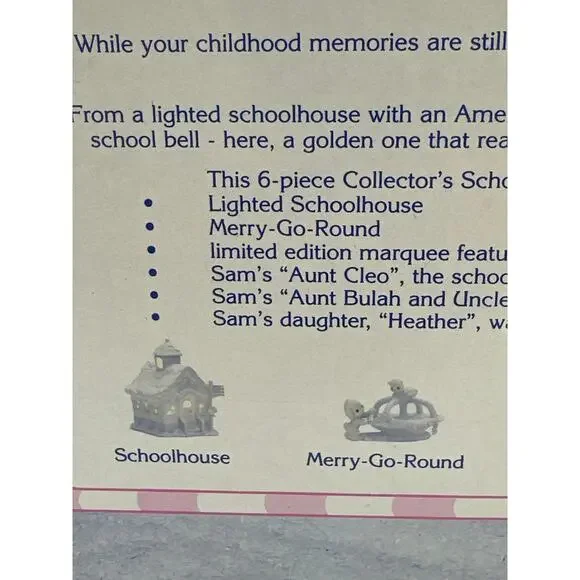 While your childhood memories are still
From a lighted schoolhouse with an Ame
school bell - here, a golden one that rea
This 6-piece Collector's Scho
• Lighted Schoolhouse
• Merry-Go-Round
• limited edition marquee featu
• Sam's “Aunt Cleo”, the schoo
• Sam's “Aunt Bulah and Uncle
• Sam's daughter, “Heather”, wa
Schoolhouse
Merry-Go-Round